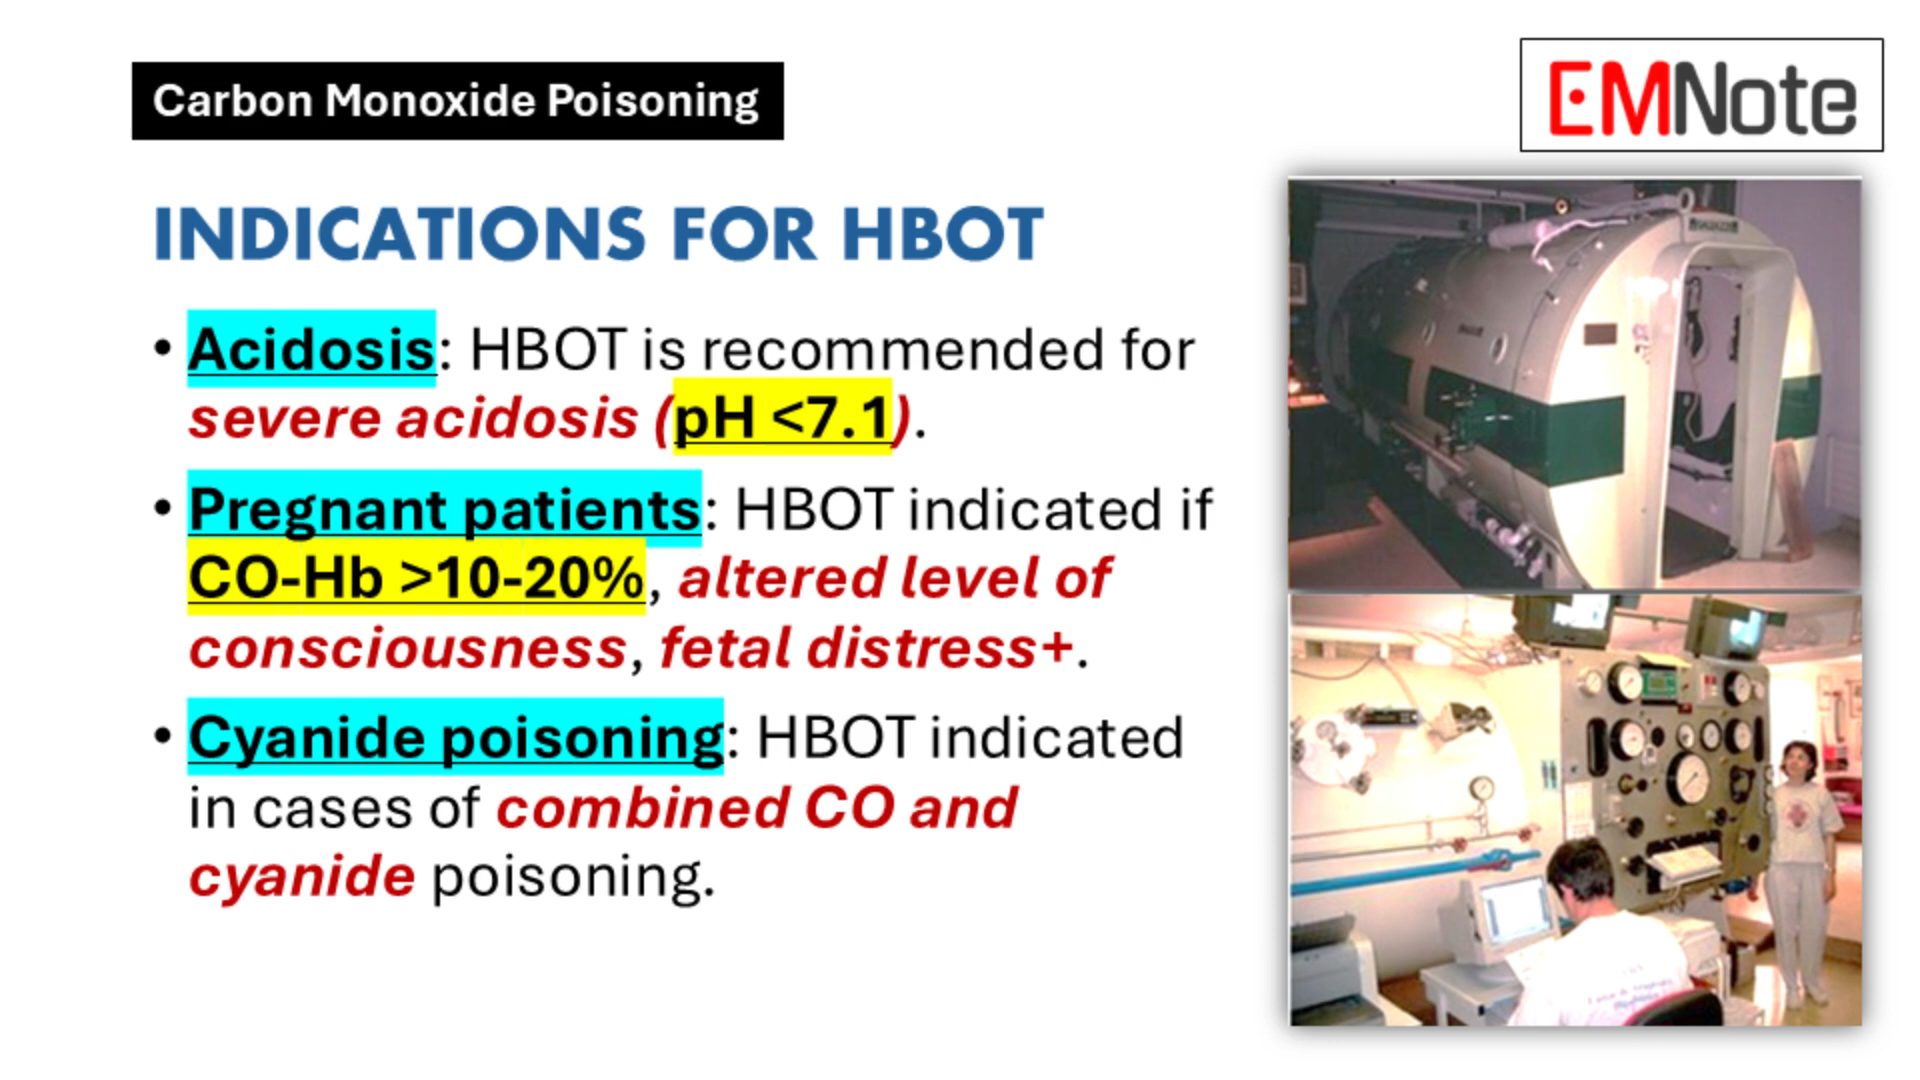 Carbon Monoxide Poisoning
EMNote
INDICATIONS FOR HBOT
• Acidosis: HBOT is recommended for
severe acidosis (pH <7.1).
• Pregnant patients: HBOT indicated if
CO-Hb >10-20%, altered level of
consciousness, fetal distress+.
• Cyanide poisoning: HBOT indicated
in cases of combined CO and
cyanide poisoning.